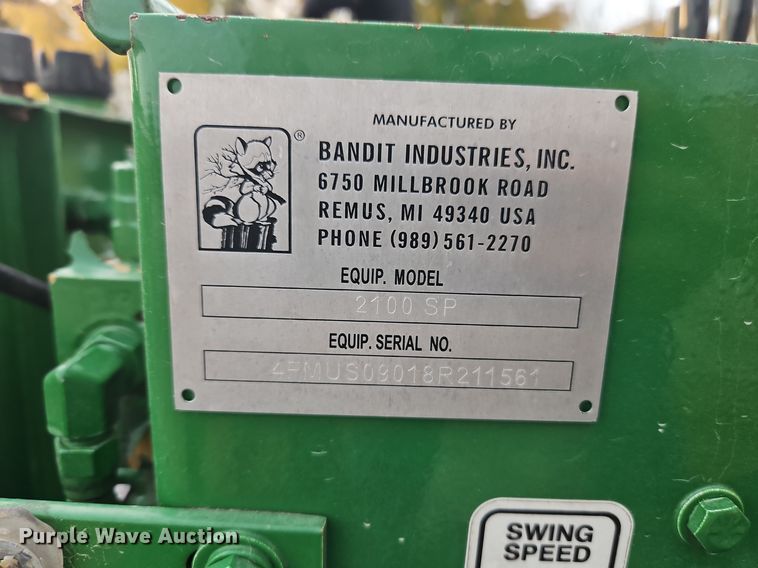 MANUFACTURED BY
®
BANDIT INDUSTRIES, INC.
6750 MILLBROOK ROAD
REMUS, MI 49340 USA
PHONE (989) 561-2270
EQUIP. MODEL
2100 SP
EQUIP. SERIAL NO.
4FMUS09018R211561
SWING
SPEED
Purple Wave Auction